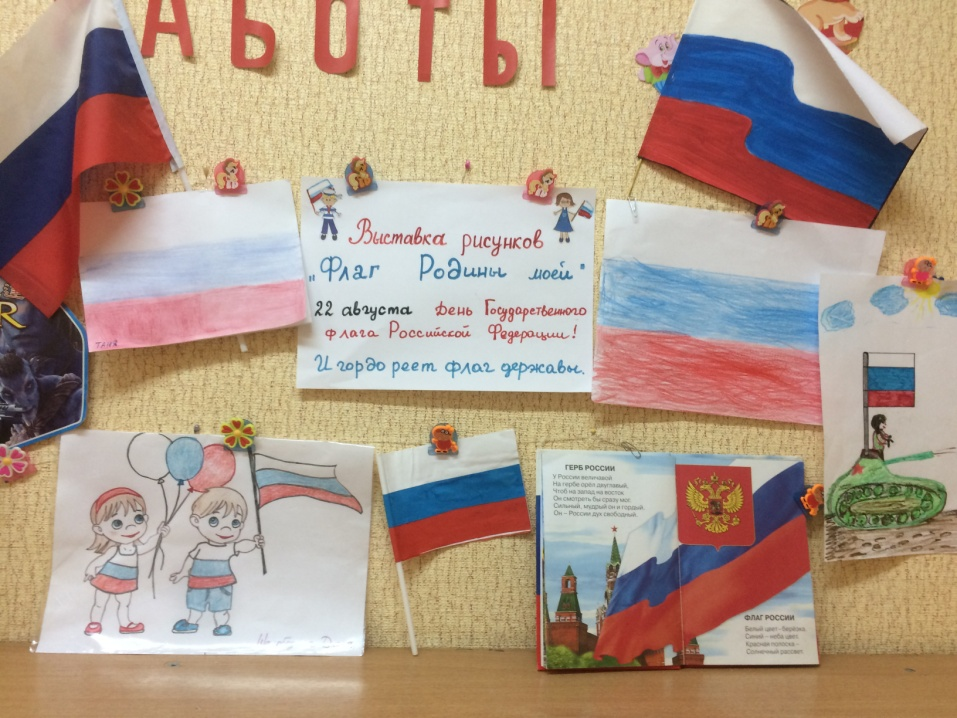 АБОТЫ
R
Выставка рисунков
„Флаг Родины моей"
22 августа День Государственного
флага Российской Федерации!
И гордо реет флаг державы.
ТАНЯ
ГЕРБ РОССИИ
У России величавой
На гербе орёл двуглавый,
Чтоб на запад на восток
Он смотреть бы сразу мог.
Сильный, мудрый он и гордый.
Он – России дух свободный.
ФЛАГ РОССИИ
Белый цвет – берёзка.
Синий – неба цвет.
Красная полоска –
Солнечный рассвет.